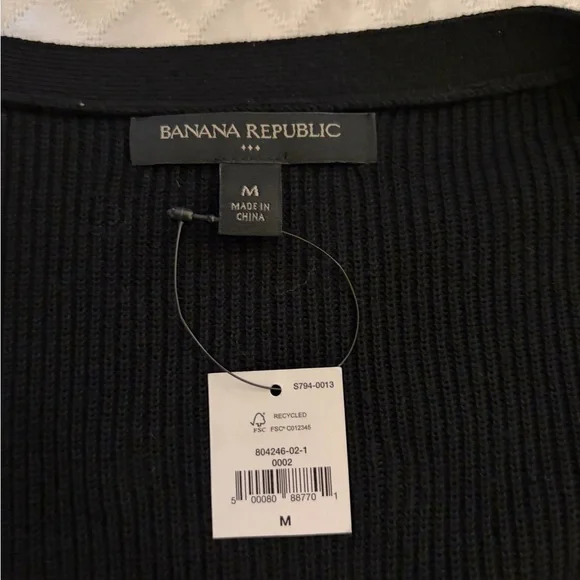 BANANA REPUBLIC
M
MADE IN
CHINA
S794-0013
FSC
RECYCLED
FSC® C012345
804246-02-1
0002
5 00080 88770 1
M